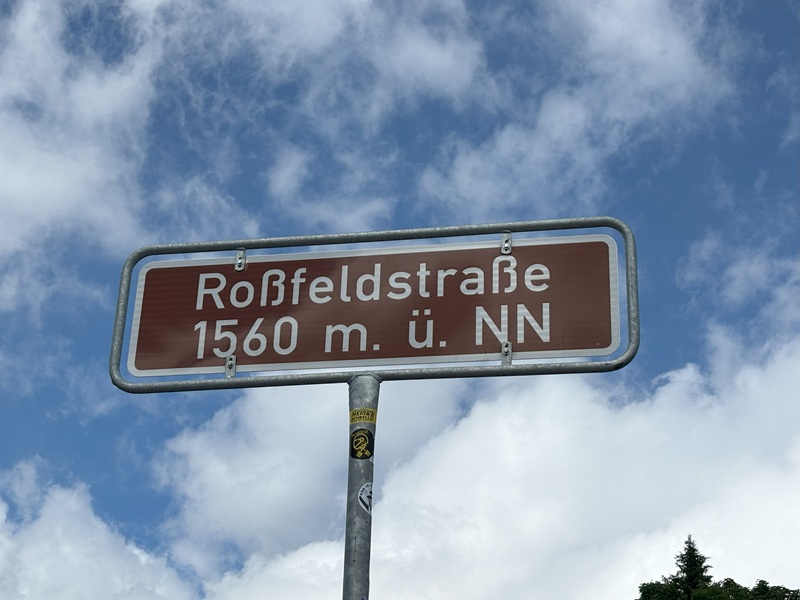 Roßfeldstraße
1560 m. ü. NN